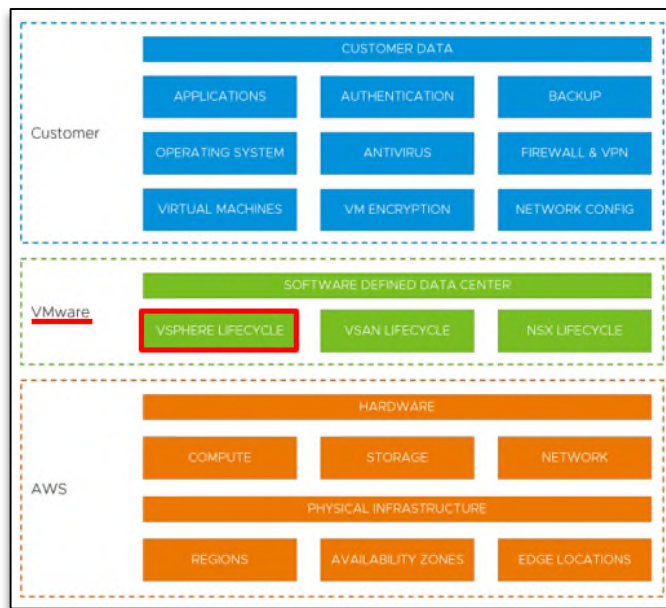 CUSTOMER DATA
Customer
APPLICATIONS
AUTHENTICATION
BACKUP
OPERATING SYSTEM
ANTIVIRUS
FIREWALL & VPN
VIRTUAL MACHINES
VM ENCRYPTION
NETWORK CONFIG
VMware
SOFTWARE DEFINED DATA CENTER
VSPHERE LIFECYCLE
VSAN LIFECYCLE
NSX LIFECYCLE
AWS
HARDWARE
COMPUTE
STORAGE
NETWORK
PHYSICAL INFRASTRUCTURE
REGIONS
AVAILABILITY ZONES
EDGE LOCATIONS